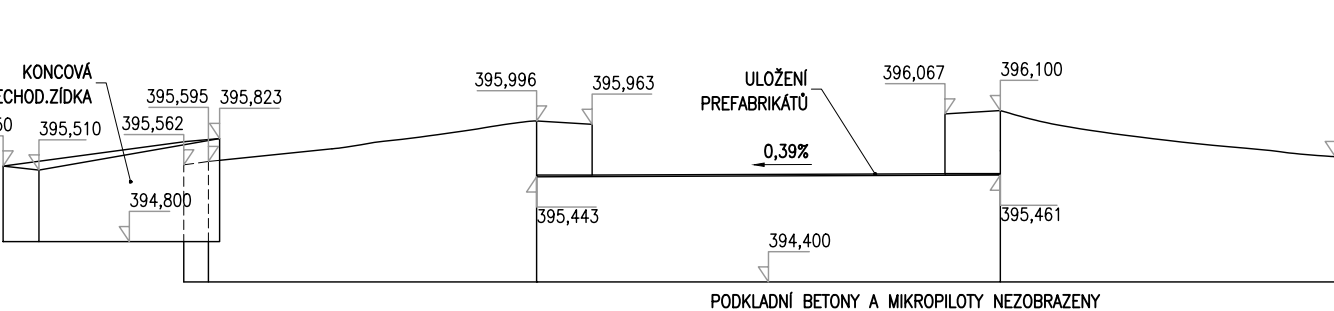 KONCOVÁ
ECHOD.ZÍDKA
395,510
395,562
395,595
395,823
394,800
395,996
395,963
395,443
ULOŽENÍ
PREFABRIKÁTŮ
0,39%
394,400
396,067
396,100
395,461
PODKLADNÍ BETONY A MIKROPILOTY NEZOBRAZENY